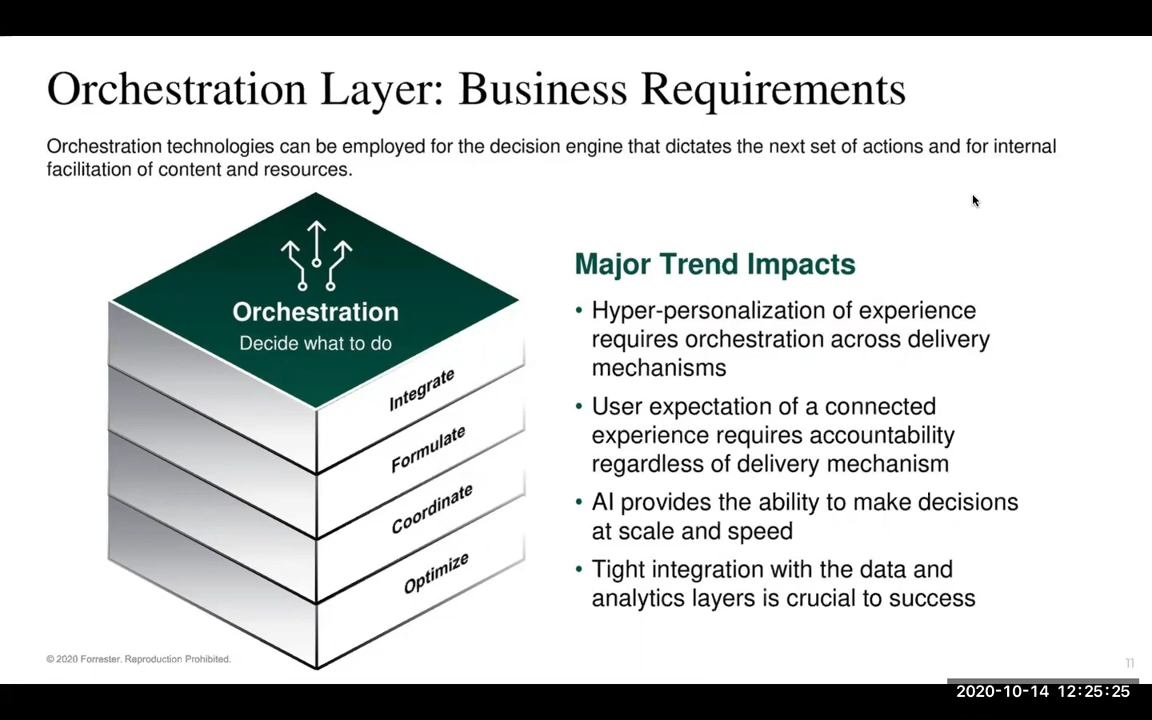 Orchestration Layer: Business Requirements
Orchestration technologies can be employed for the decision engine that dictates the next set of actions and for internal
facilitation of content and resources.
Orchestration
Decide what to do
Integrate
Formulate
Coordinate
Optimize
Major Trend Impacts
• Hyper-personalization of experience
requires orchestration across delivery
mechanisms
• User expectation of a connected
experience requires accountability
regardless of delivery mechanism
• AI provides the ability to make decisions
at scale and speed
• Tight integration with the data and
analytics layers is crucial to success
© 2020 Forrester. Reproduction Prohibited.
11
2020-10-14 12:25:25